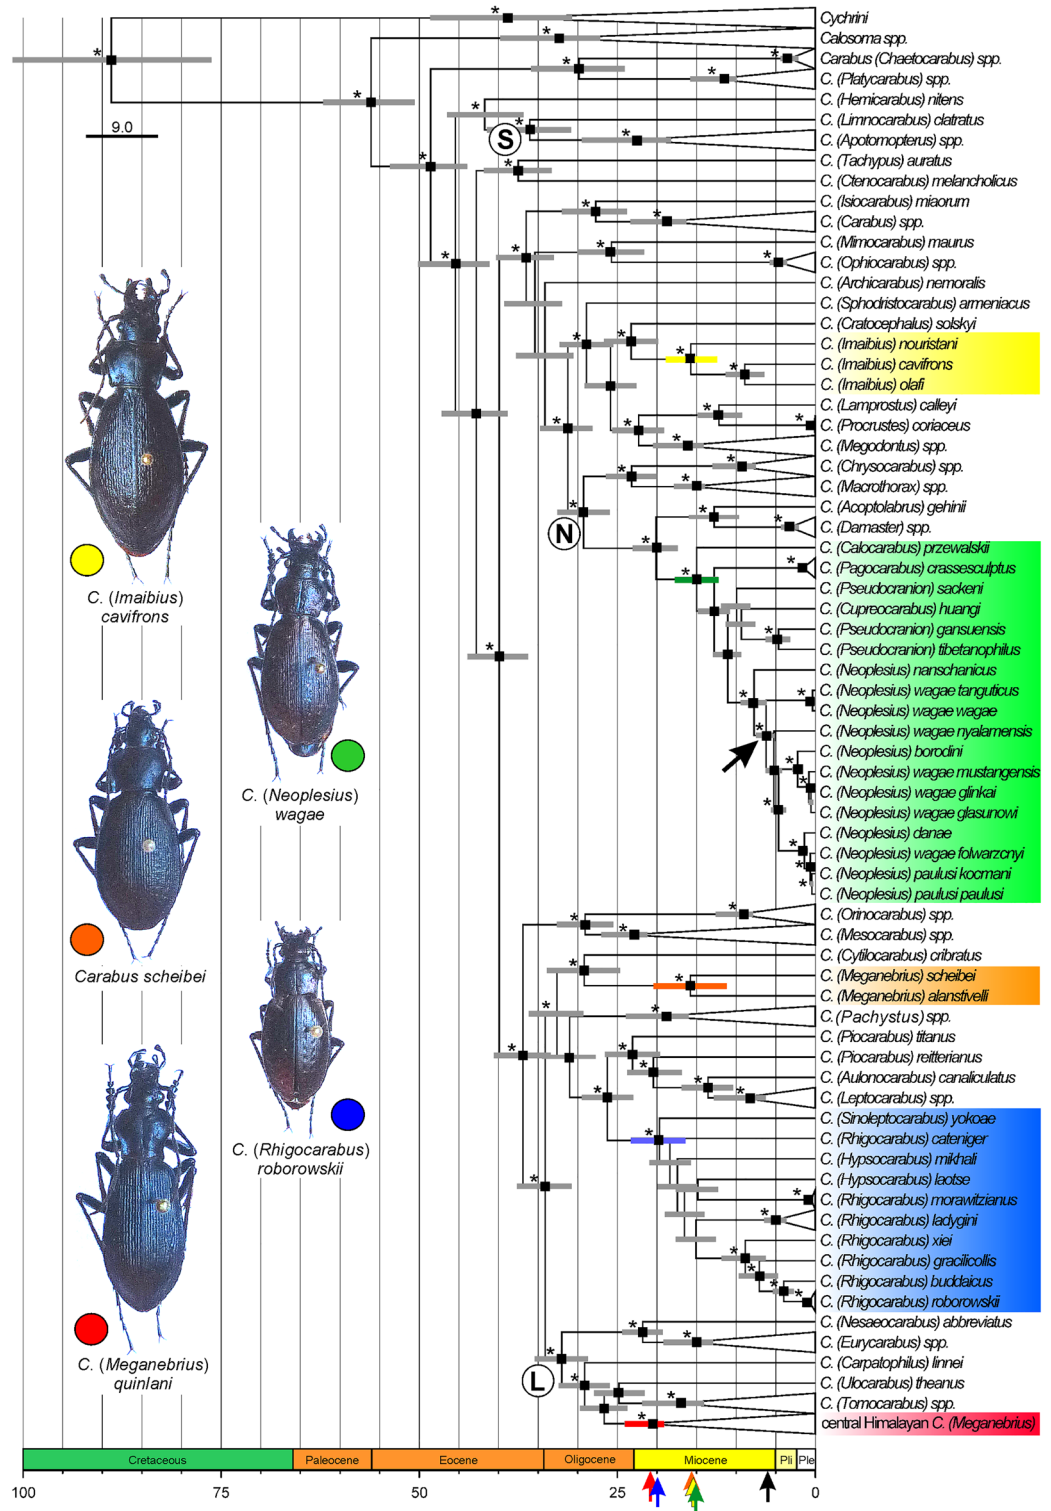 Cychrini
Calosoma spp.
Carabus (Chaetocarabus) spp.
C. (Platycarabus) spp.
C. (Hemicarabus) nitens
C. (Limnocarabus) clatratus
C. (Apotomopterus) spp.
C. (Tachypus) auratus
C. (Ctenocarabus) melancholicus
C. (Isiocarabus) miaorum
C. (Carabus) spp.
C. (Mimocarabus) maurus
C. (Ophiocarabus) spp.
C. (Archicarabus) nemoralis
C. (Sphodristocarabus) armeniacus
C. (Cratocephalus) solskyi
C. (Imaibius) nouristani
C. (Imaibius) cavifrons
C. (Imaibius) olafi
C. (Lamprostus) calleyi
C. (Procrustes) coriaceus
C. (Megodontus) spp.
C. (Chrysocarabus) spp.
C. (Macrothorax) spp.
C. (Acoptolabrus) gehinii
C. (Damaster) spp.
C. (Calocarabus) przewalskii
C. (Pagocarabus) crassesculptus
C. (Pseudocranion) sackeni
C. (Cupreocarabus) huangi
C. (Pseudocranion) gansuensis
C. (Pseudocranion) tibetanophilus
C. (Neoplesius) nanschanicus
C. (Neoplesius) wagae tanguticus
C. (Neoplesius) wagae wagae
C. (Neoplesius) wagae nyalamensis
C. (Neoplesius) borodini
C. (Neoplesius) wagae mustangensis
C. (Neoplesius) wagae glinkai
C. (Neoplesius) wagae glasunowi
C. (Neoplesius) danae
C. (Neoplesius) wagae folwarzcnyi
C. (Neoplesius) paulusi kocmani
C. (Neoplesius) paulusi paulusi
C. (Orinocarabus) spp.
C. (Mesocarabus) spp.
C. (Cytilocarabus) cribratus
C. (Meganebrius) scheibei
C. (Meganebrius) alanstivelli
C. (Pachystus) spp.
C. (Piocarabus) titanus
C. (Piocarabus) reitterianus
C. (Aulonocarabus) canaliculatus
C. (Leptocarabus) spp.
C. (Sinoleptocarabus) yokoae
C. (Rhigocarabus) cateniger
C. (Hypsocarabus) mikhali
C. (Hypsocarabus) laotse
C. (Rhigocarabus) morawitzianus
C. (Rhigocarabus) ladygini
C. (Rhigocarabus) xiei
C. (Rhigocarabus) gracilicollis
C. (Rhigocarabus) buddaicus
C. (Rhigocarabus) roborowskii
C. (Nesaeocarabus) abbreviatus
C. (Eurycarabus) spp.
C. (Carpatophilus) linnei
C. (Ulocarabus) theanus
C. (Tomocarabus) spp.
central Himalayan C. (Meganebrius)
9.0
S
N
L
C. (Imaibius)
cavifrons
C. (Neoplesius)
wagae
Carabus scheibei
C. (Rhigocarabus)
roborowskii
C. (Meganebrius)
quinlani
Cretaceous Paleocene Eocene Oligocene Miocene Pli Ple
100 75 50 25 0